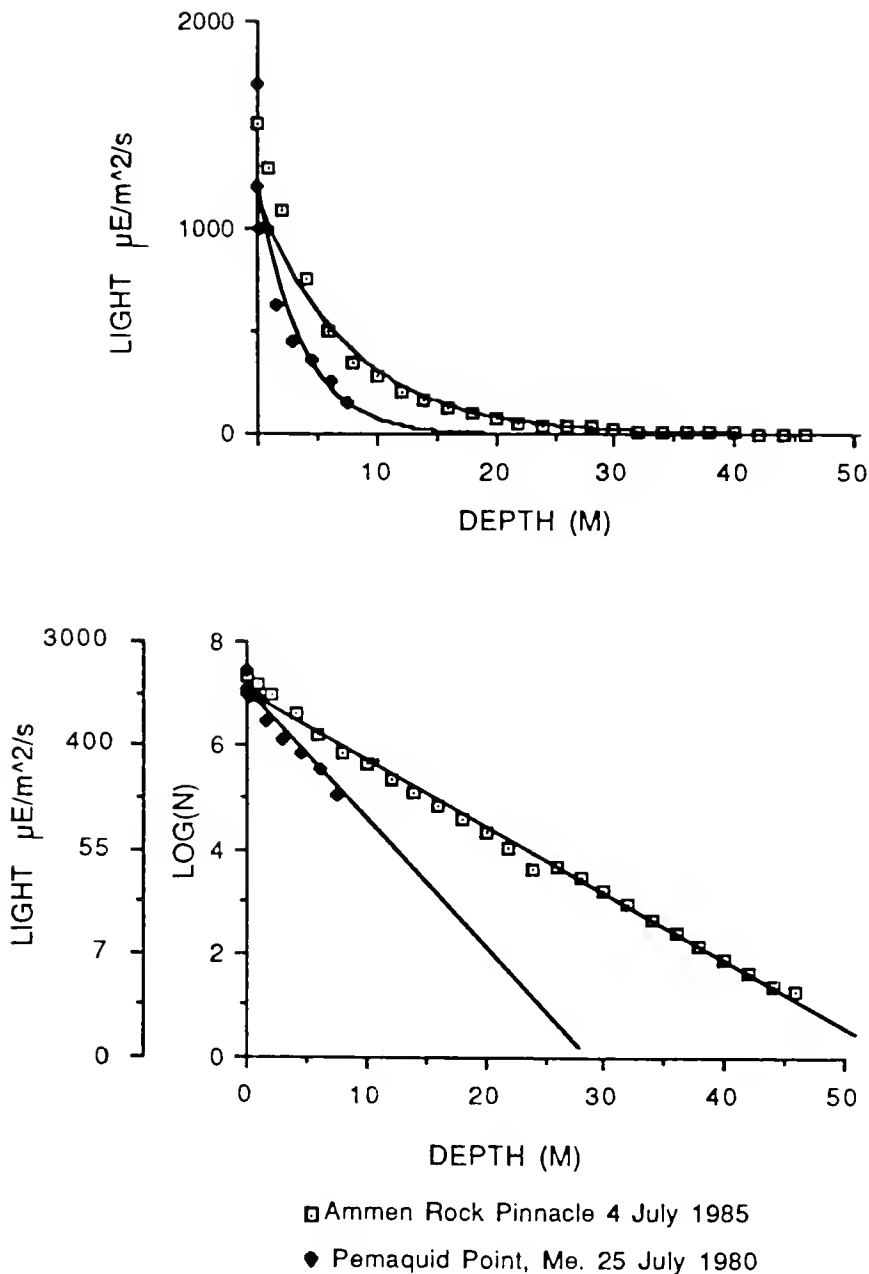 2000
1000
0
LIGHT µE/m^2/s
10 20 30 40 50
DEPTH (M)
3000
400
55
7
0
LIGHT µE/m^2/s
8
6
4
2
0
LOG(N)
0 10 20 30 40 50
DEPTH (M)
Ammen Rock Pinnacle 4 July 1985
Pemaquid Point, Me. 25 July 1980